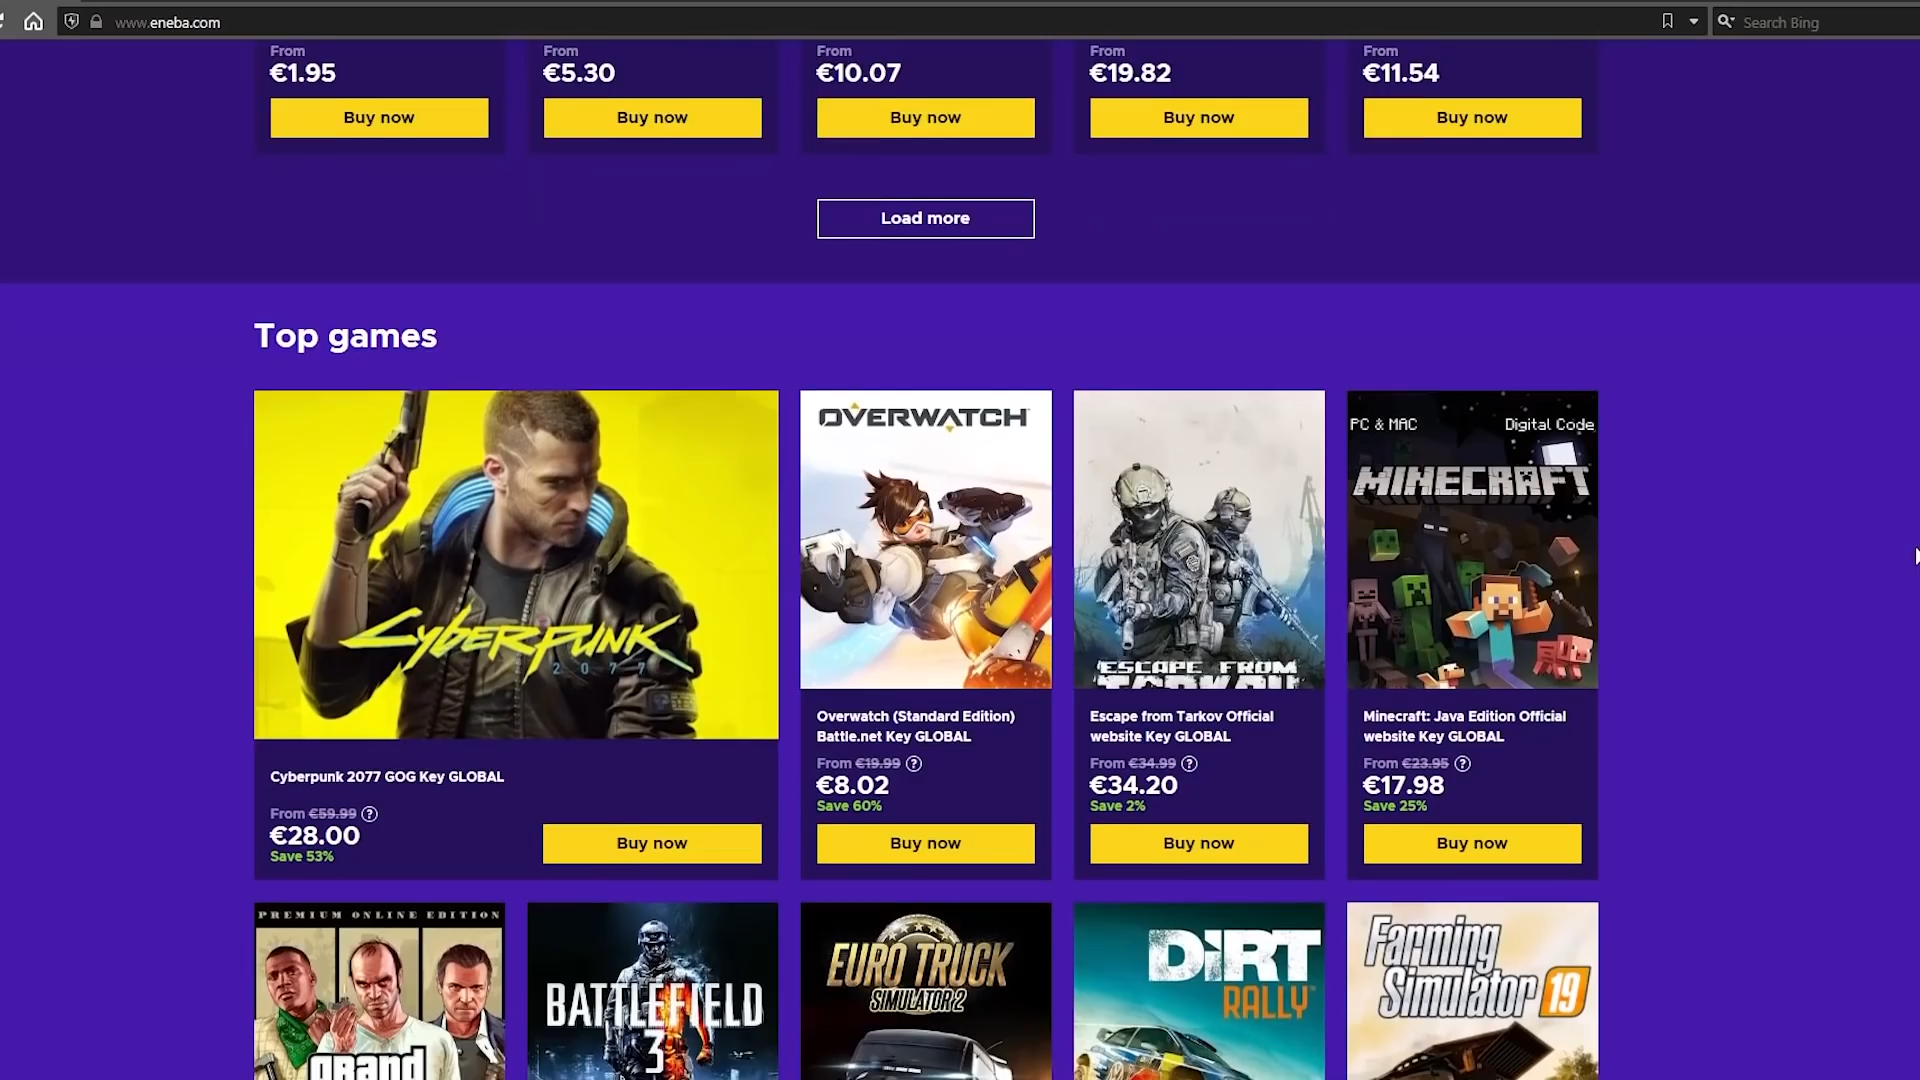 www.eneba.com
Search Bing
From
€1.95
Buy now
From
€5.30
Buy now
From
€10.07
Buy now
From
€19.82
Buy now
From
€11.54
Buy now
Load more
Top games
CYBERPUNK
2077
Cyberpunk 2077 GOG Key GLOBAL
From €59.99 ?
€28.00
Save 53%
Buy now
OVERWATCH
Overwatch (Standard Edition)
Battle.net Key GLOBAL
From €19.99 ?
€8.02
Save 60%
Buy now
ESCAPE FROM
TARKOV
Escape from Tarkov Official
website Key GLOBAL
From €34.99 ?
€34.20
Save 2%
Buy now
PC & MAC
Digital Code
MINECRAFT
Minecraft: Java Edition Official
website Key GLOBAL
From €23.95 ?
€17.98
Save 25%
Buy now
PREMIUM ONLINE EDITION
grand
BATTLEFIELD
3
EURO TRUCK
SIMULATOR 2
DiRT
RALLY
Farming
Simulator 19